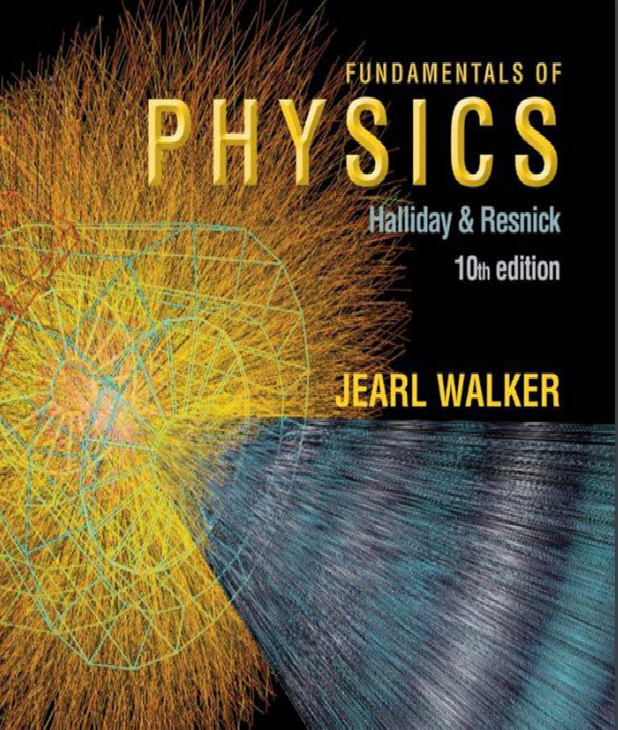 FUNDAMENTALS OF
PHYSICS
Halliday & Resnick
10th edition
JEARL WALKER